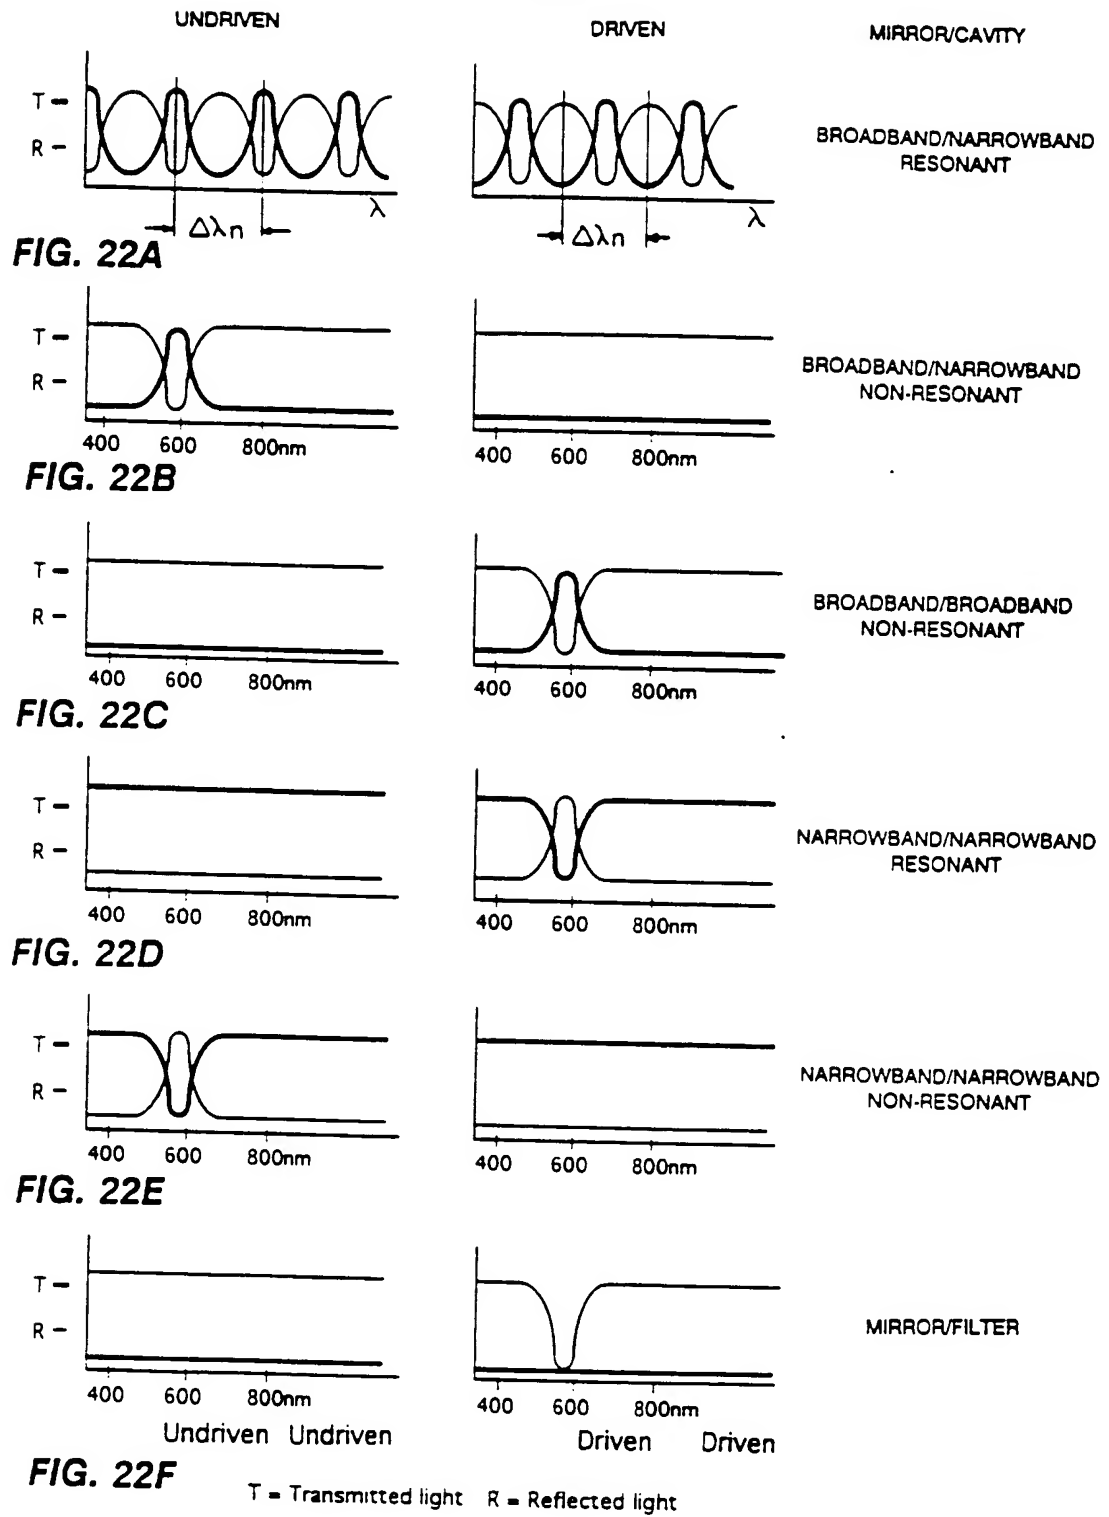 UNDRIVEN DRIVEN MIRROR/CAVITY
T –
R –
BROADBAND/NARROWBAND
RESONANT
λ λ
Δλn Δλn
FIG. 22A
T –
R –
BROADBAND/NARROWBAND
NON-RESONANT
400 600 800nm 400 600 800nm
FIG. 22B
T –
R –
BROADBAND/BROADBAND
NON-RESONANT
400 600 800nm 400 600 800nm
FIG. 22C
T –
R –
NARROWBAND/NARROWBAND
RESONANT
400 600 800nm 400 600 800nm
FIG. 22D
T –
R –
NARROWBAND/NARROWBAND
NON-RESONANT
400 600 800nm 400 600 800nm
FIG. 22E
T –
R –
MIRROR/FILTER
400 600 800nm 400 600 800nm
Undriven Undriven Driven Driven
FIG. 22F
T = Transmitted light R = Reflected light